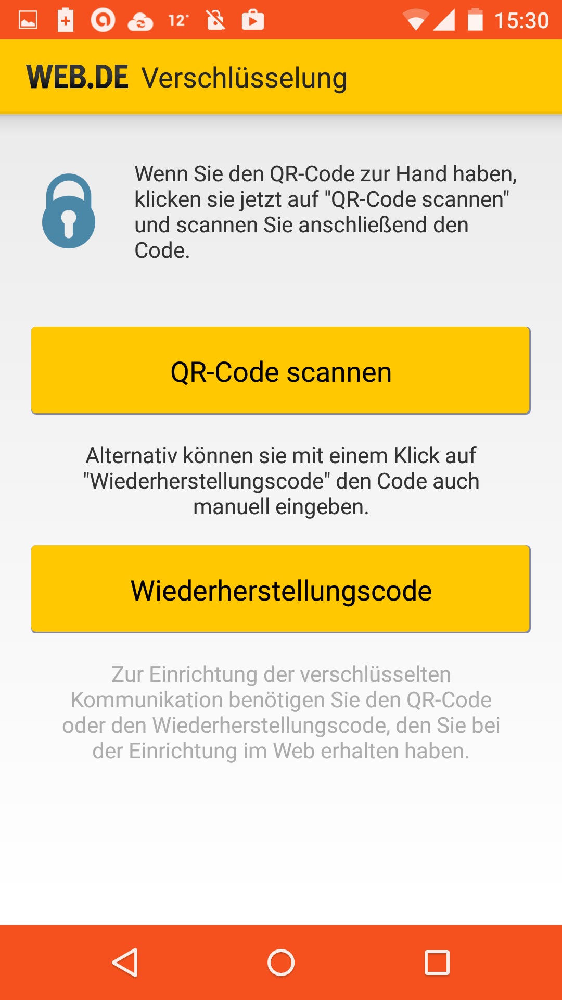 12°
15:30
WEB.DE Verschlüsselung
Wenn Sie den QR-Code zur Hand haben,
klicken sie jetzt auf "QR-Code scannen"
und scannen Sie anschließend den
Code.
QR-Code scannen
Alternativ können sie mit einem Klick auf
"Wiederherstellungscode" den Code auch
manuell eingeben.
Wiederherstellungscode
Zur Einrichtung der verschlüsselten
Kommunikation benötigen Sie den QR-Code
oder den Wiederherstellungscode, den Sie bei
der Einrichtung im Web erhalten haben.